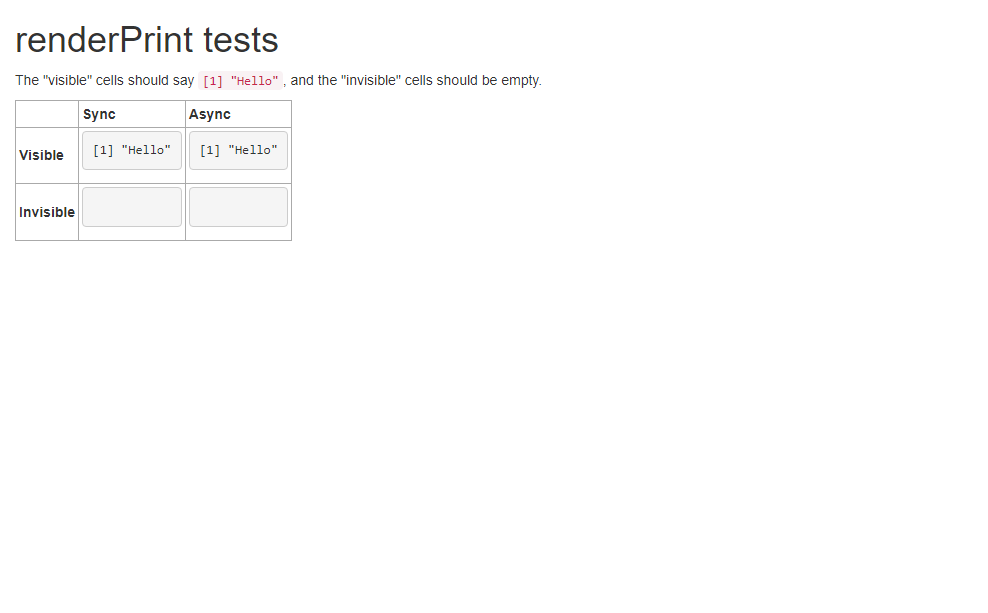 renderPrint tests
The "visible" cells should say [1] "Hello", and the "invisible" cells should be empty.
Sync Async
Visible [1] "Hello" [1] "Hello"
Invisible